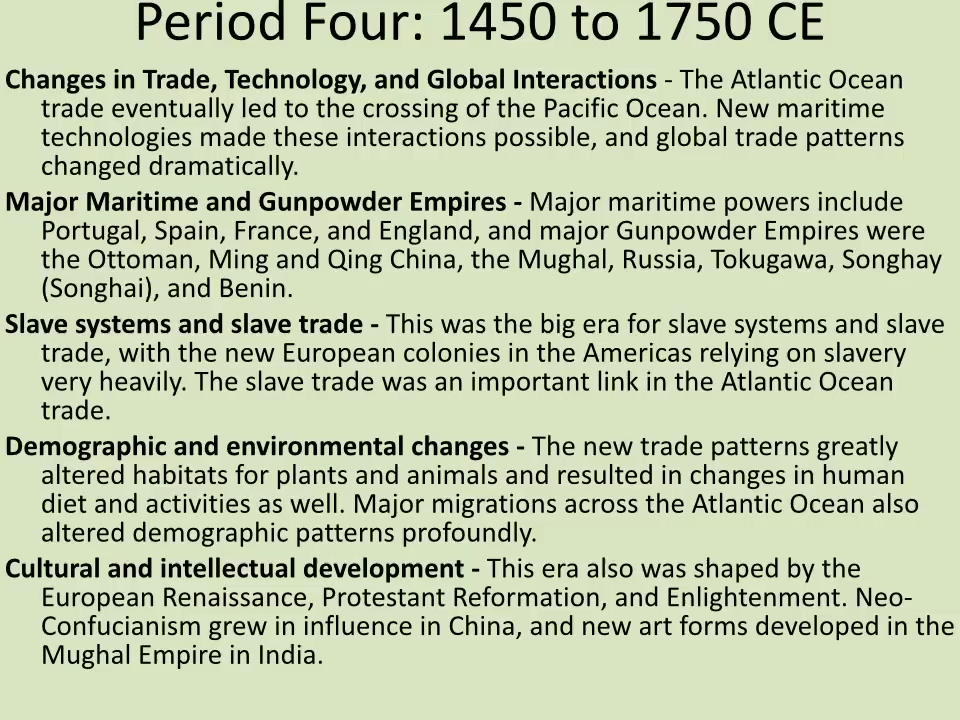 Period Four: 1450 to 1750 CE
Changes in Trade, Technology, and Global Interactions - The Atlantic Ocean
trade eventually led to the crossing of the Pacific Ocean. New maritime
technologies made these interactions possible, and global trade patterns
changed dramatically.
Major Maritime and Gunpowder Empires - Major maritime powers include
Portugal, Spain, France, and England, and major Gunpowder Empires were
the Ottoman, Ming and Qing China, the Mughal, Russia, Tokugawa, Songhay
(Songhai), and Benin.
Slave systems and slave trade - This was the big era for slave systems and slave
trade, with the new European colonies in the Americas relying on slavery
very heavily. The slave trade was an important link in the Atlantic Ocean
trade.
Demographic and environmental changes - The new trade patterns greatly
altered habitats for plants and animals and resulted in changes in human
diet and activities as well. Major migrations across the Atlantic Ocean also
altered demographic patterns profoundly.
Cultural and intellectual development - This era also was shaped by the
European Renaissance, Protestant Reformation, and Enlightenment. Neo-
Confucianism grew in influence in China, and new art forms developed in the
Mughal Empire in India.